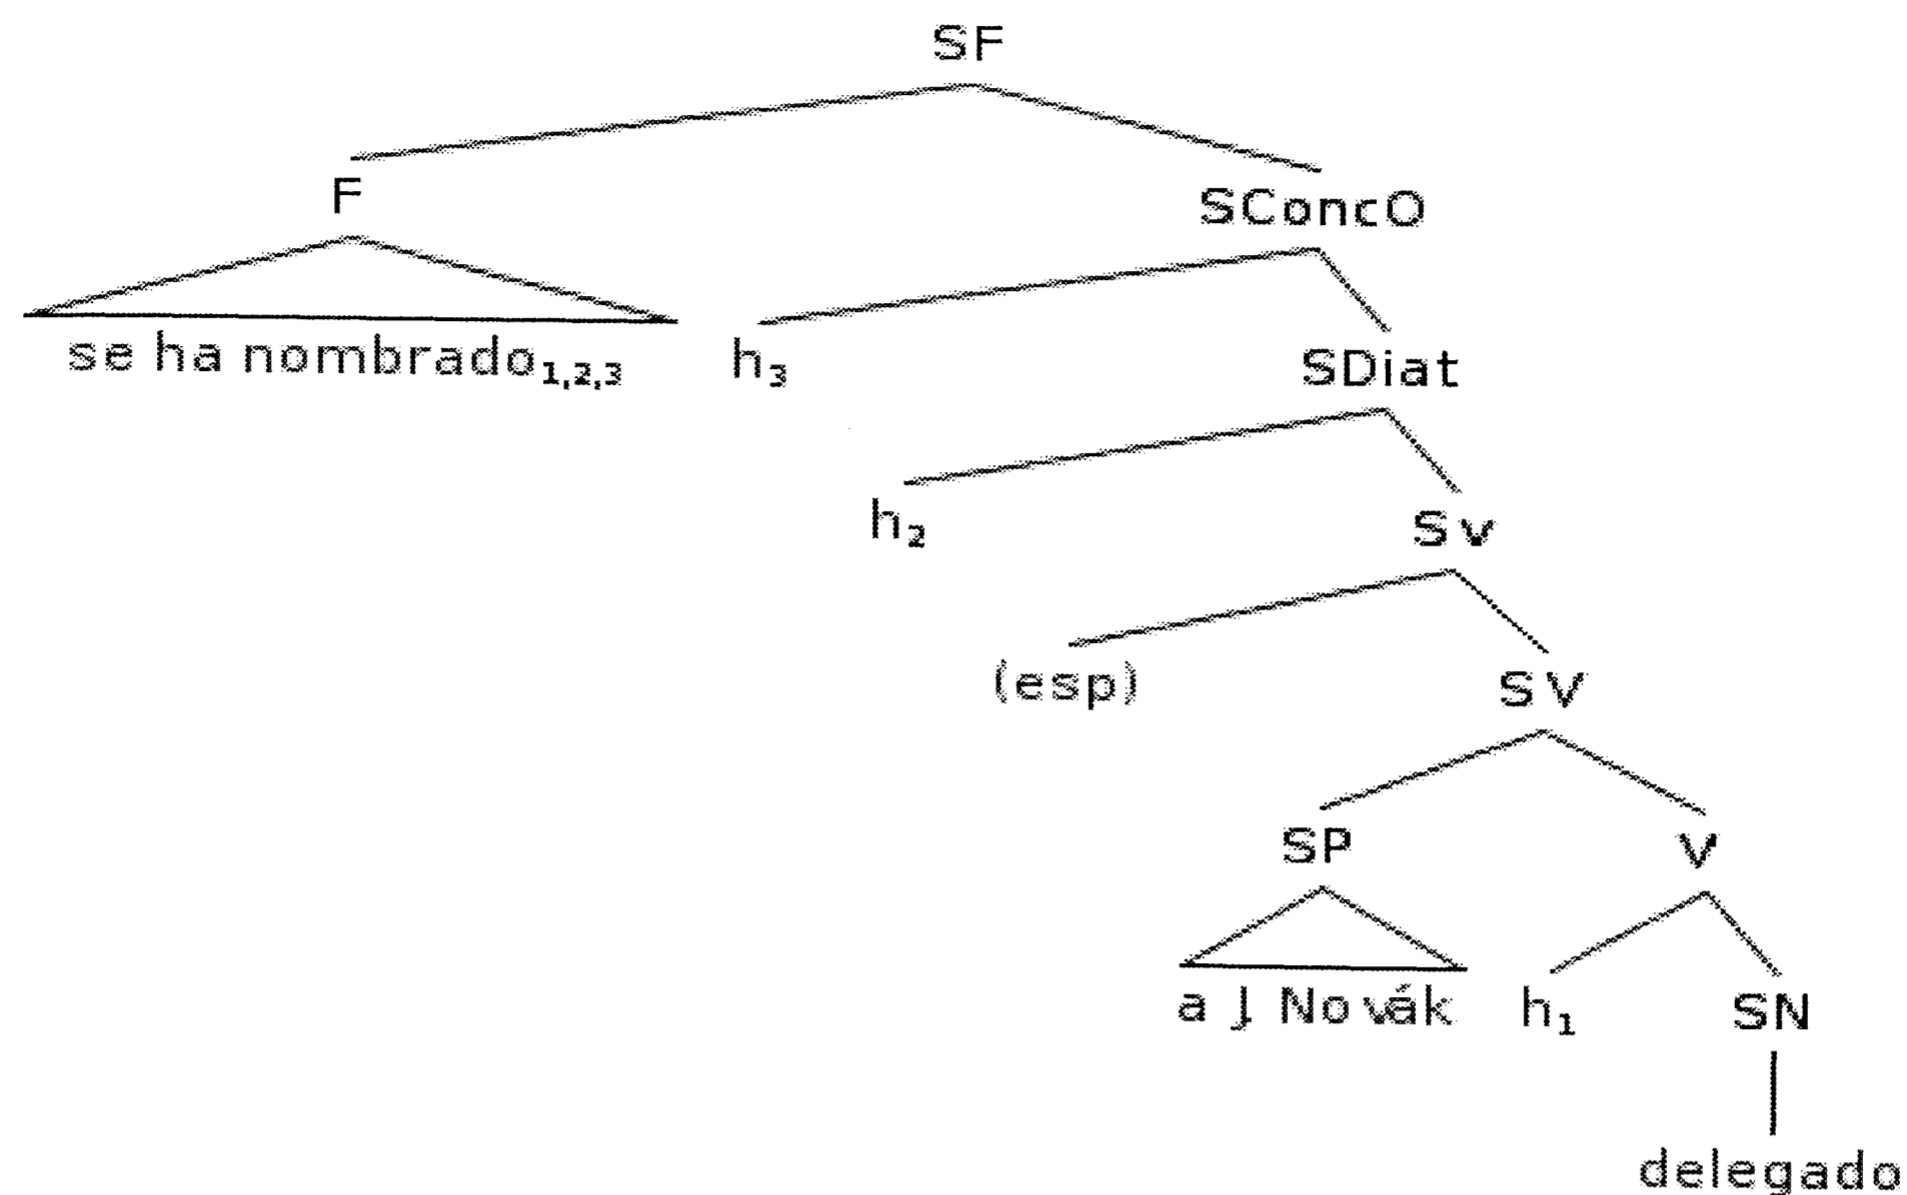 SF
F SConcO
se ha nombrado₁,₂,₃ h₃ SDiat
h₂ Sv
(esp) SV
SP V
a J. Novák h₁ SN
delegado